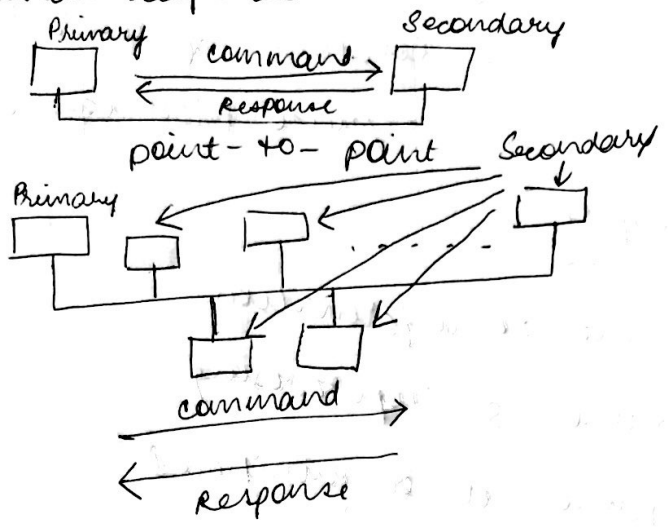 Primary
Secondary
command
Response
point-to-point
Secondary
Primary
command
Response